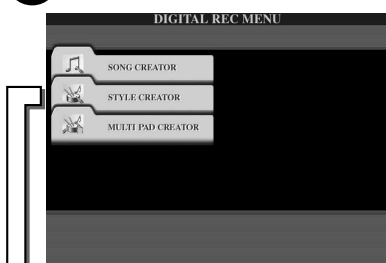 DIGITAL REC MENU
SONG CREATOR
STYLE CREATOR
MULTI PAD CREATOR